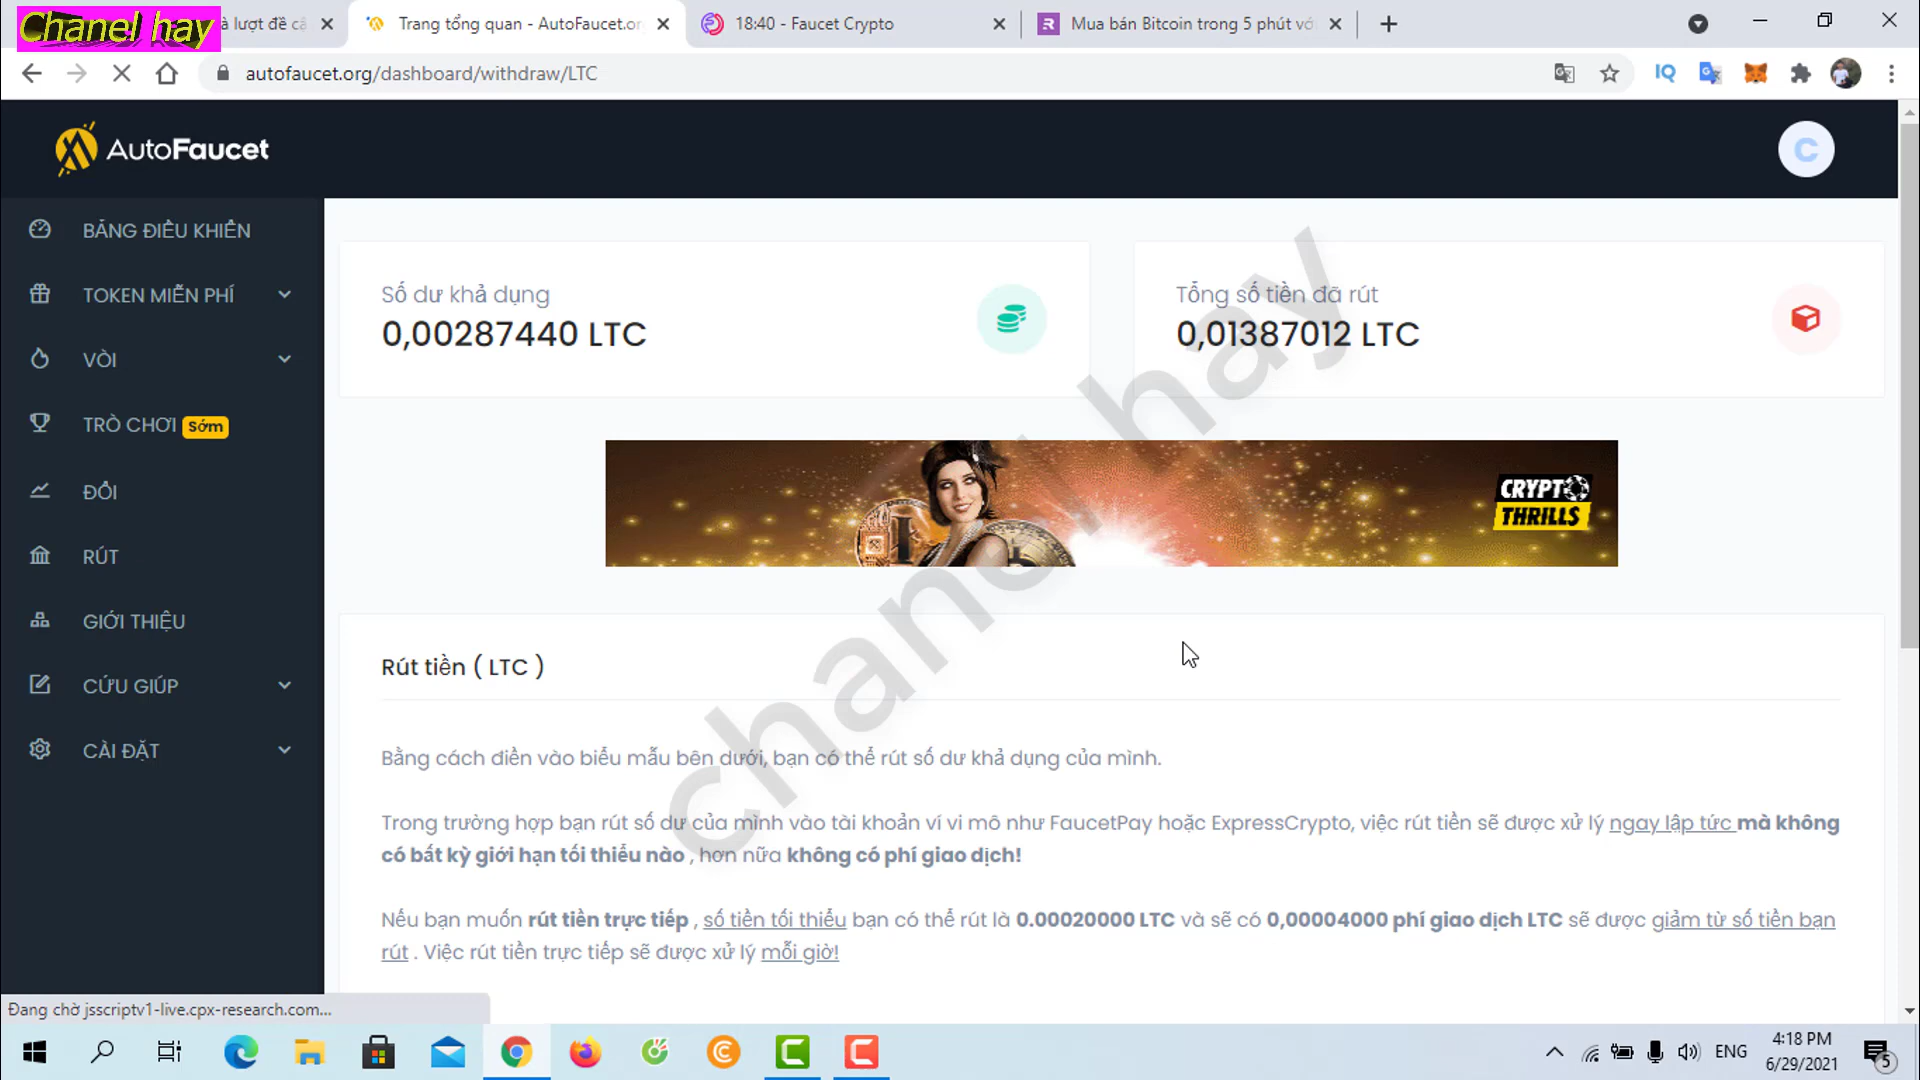 Chanel hay
à lượt đề cậ
Trang tổng quan - AutoFaucet.or
18:40 - Faucet Crypto
Mua bán Bitcoin trong 5 phút vớ
autofaucet.org/dashboard/withdraw/LTC
AutoFaucet
C
BẢNG ĐIỀU KHIỂN
TOKEN MIỄN PHÍ
VÒI
TRÒ CHƠI Sớm
ĐỔI
RÚT
GIỚI THIỆU
CỨU GIÚP
CÀI ĐẶT
Số dư khả dụng
0,00287440 LTC
Tổng số tiền đã rút
0,01387012 LTC
CRYPTO
THRILLS
chanel hay
Rút tiền ( LTC )
Bằng cách điền vào biểu mẫu bên dưới, bạn có thể rút số dư khả dụng của mình.
Trong trường hợp bạn rút số dư của mình vào tài khoản ví vi mô như FaucetPay hoặc ExpressCrypto, việc rút tiền sẽ được xử lý ngay lập tức mà không
có bất kỳ giới hạn tối thiểu nào , hơn nữa không có phí giao dịch!
Nếu bạn muốn rút tiền trực tiếp , số tiền tối thiểu bạn có thể rút là 0.00020000 LTC và sẽ có 0,00004000 phí giao dịch LTC sẽ được giảm từ số tiền bạn
rút . Việc rút tiền trực tiếp sẽ được xử lý mỗi giờ!
Đang chờ jsscriptv1-live.cpx-research.com...
ENG
4:18 PM
6/29/2021
5